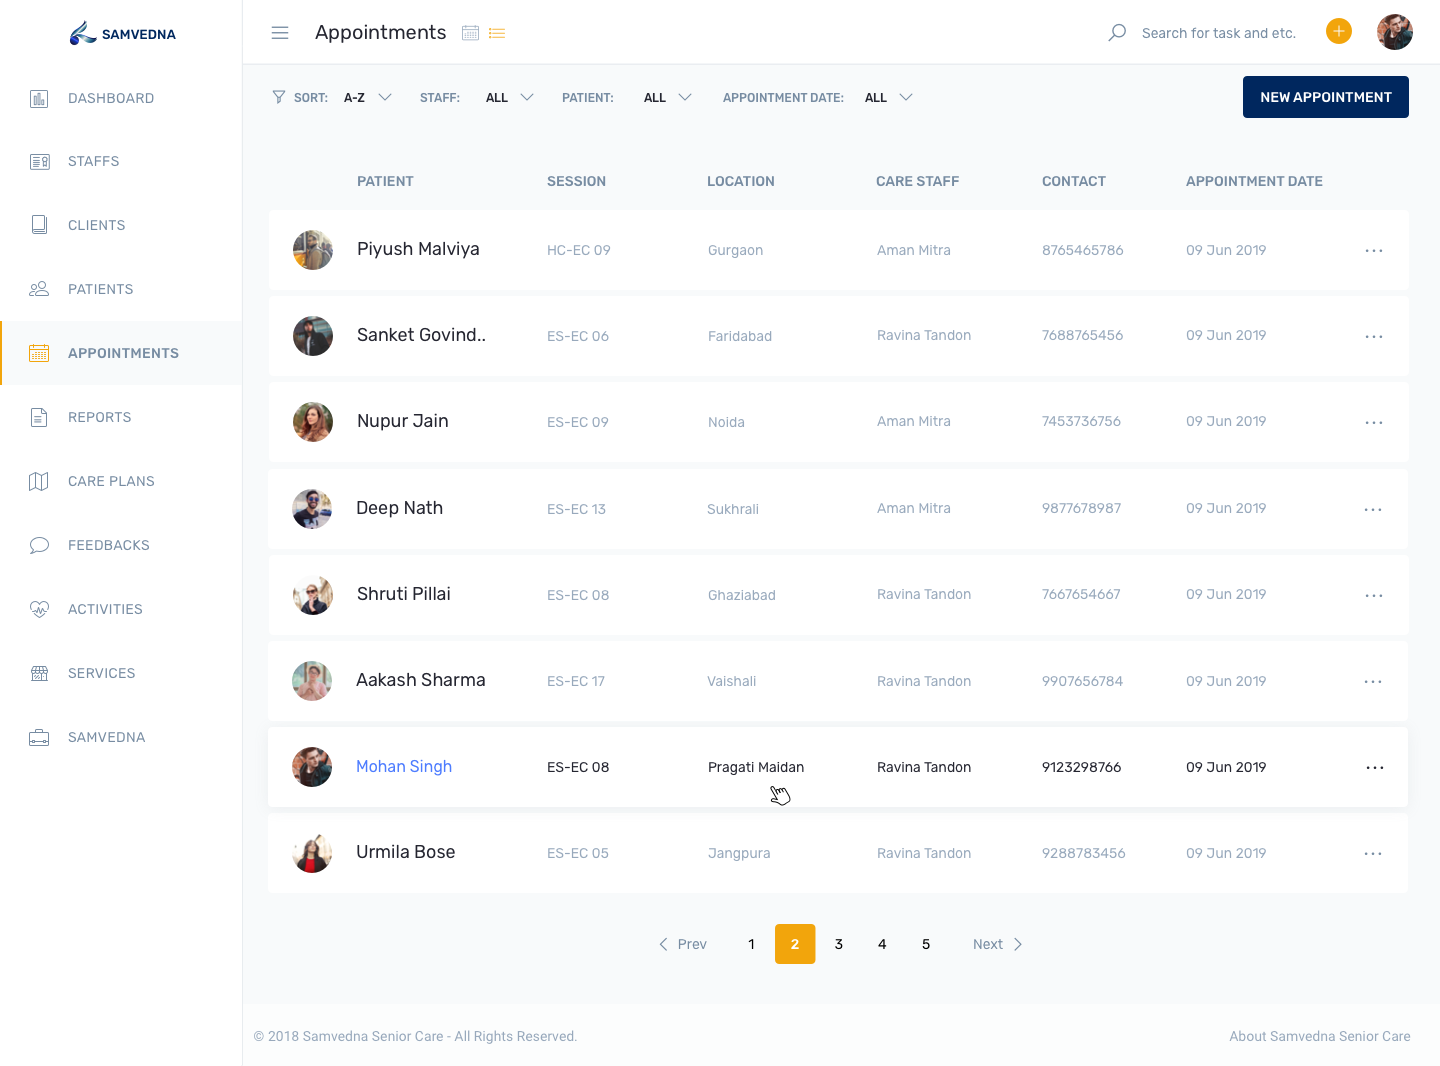 SAMVEDNA
Appointments
Search for task and etc.
DASHBOARD
STAFFS
CLIENTS
PATIENTS
APPOINTMENTS
REPORTS
CARE PLANS
FEEDBACKS
ACTIVITIES
SERVICES
SAMVEDNA
SORT: A-Z STAFF: ALL PATIENT: ALL APPOINTMENT DATE: ALL NEW APPOINTMENT
PATIENT SESSION LOCATION CARE STAFF CONTACT APPOINTMENT DATE
Piyush Malviya HC-EC 09 Gurgaon Aman Mitra 8765465786 09 Jun 2019 ...
Sanket Govind.. ES-EC 06 Faridabad Ravina Tandon 7688765456 09 Jun 2019 ...
Nupur Jain ES-EC 09 Noida Aman Mitra 7453736756 09 Jun 2019 ...
Deep Nath ES-EC 13 Sukhrali Aman Mitra 9877678987 09 Jun 2019 ...
Shruti Pillai ES-EC 08 Ghaziabad Ravina Tandon 7667654667 09 Jun 2019 ...
Aakash Sharma ES-EC 17 Vaishali Ravina Tandon 9907656784 09 Jun 2019 ...
Mohan Singh ES-EC 08 Pragati Maidan Ravina Tandon 9123298766 09 Jun 2019 ...
Urmila Bose ES-EC 05 Jangpura Ravina Tandon 9288783456 09 Jun 2019 ...
Prev 1 2 3 4 5 Next
© 2018 Samvedna Senior Care - All Rights Reserved. About Samvedna Senior Care